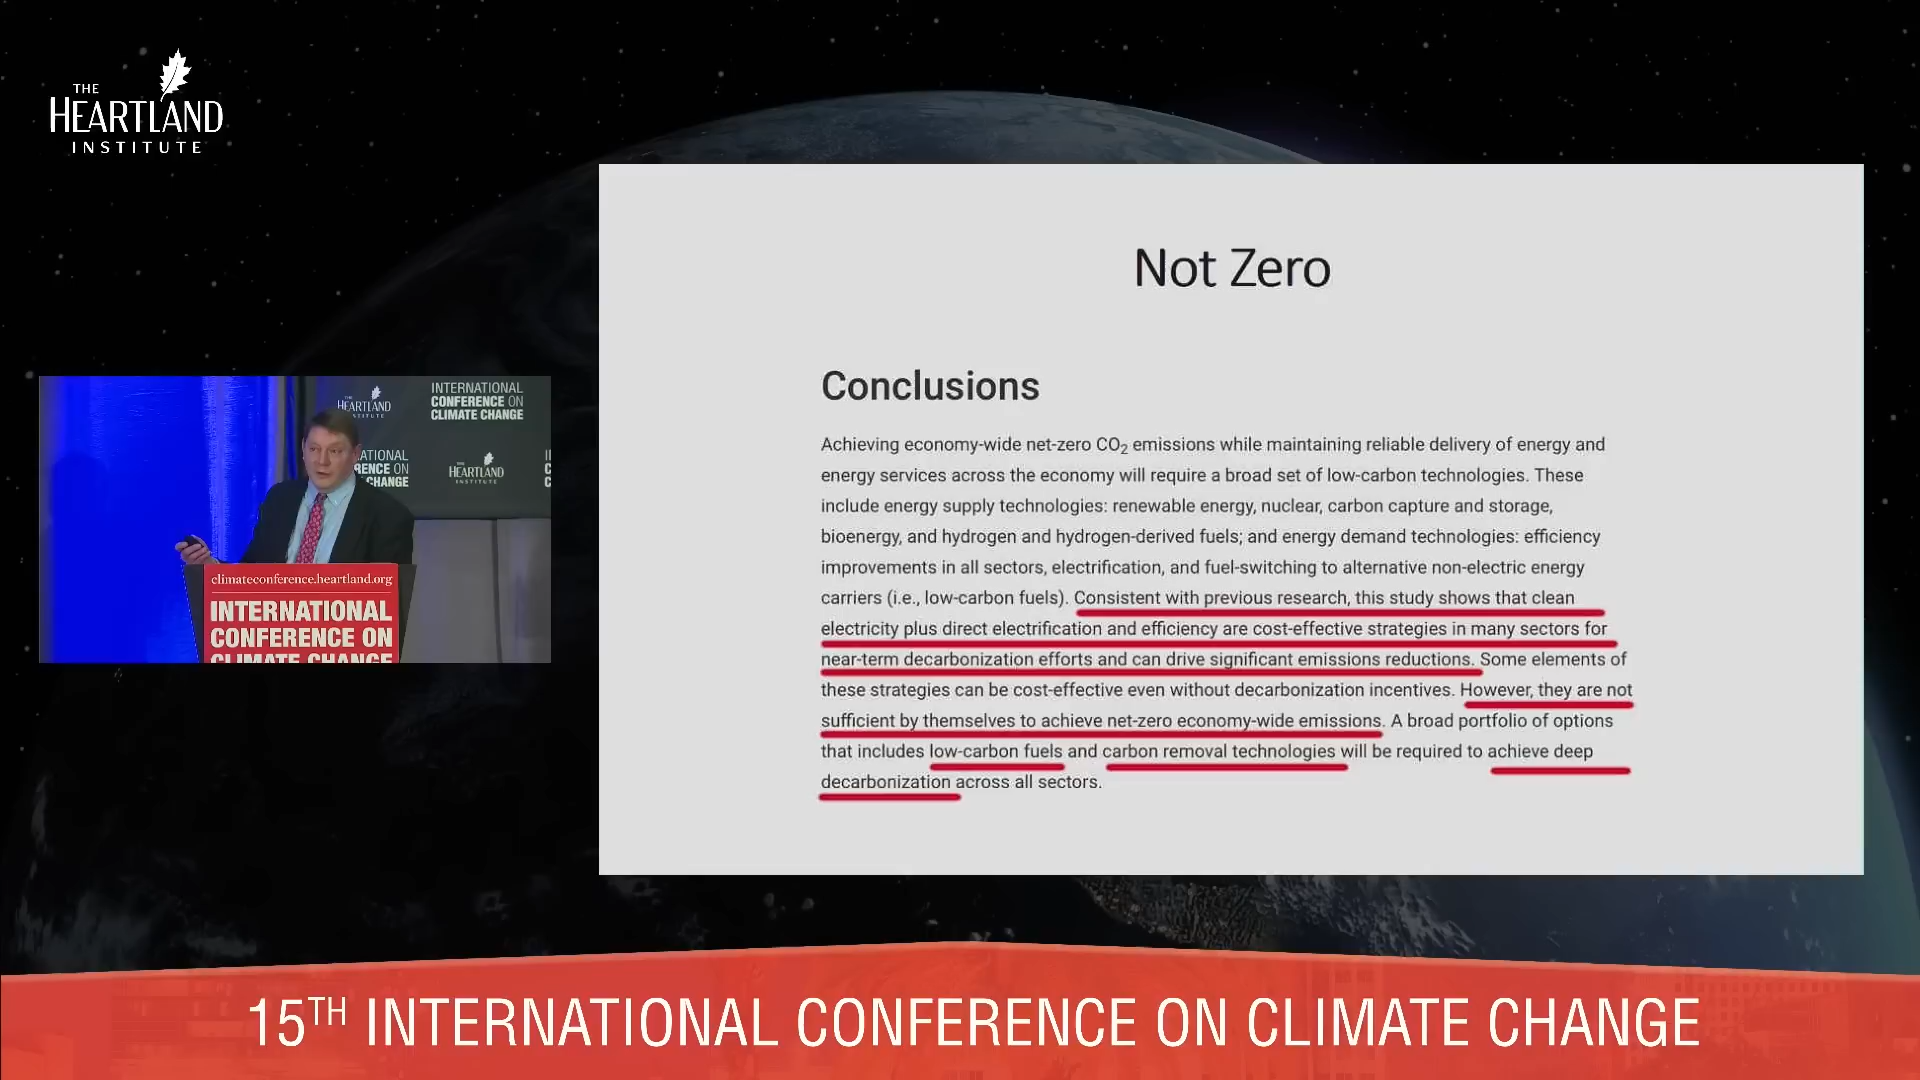 THE
HEARTLAND
INSTITUTE
Not Zero
Conclusions
Achieving economy-wide net-zero CO₂ emissions while maintaining reliable delivery of energy and
energy services across the economy will require a broad set of low-carbon technologies. These
include energy supply technologies: renewable energy, nuclear, carbon capture and storage,
bioenergy, and hydrogen and hydrogen-derived fuels; and energy demand technologies: efficiency
improvements in all sectors, electrification, and fuel-switching to alternative non-electric energy
carriers (i.e., low-carbon fuels). Consistent with previous research, this study shows that clean
electricity plus direct electrification and efficiency are cost-effective strategies in many sectors for
near-term decarbonization efforts and can drive significant emissions reductions. Some elements of
these strategies can be cost-effective even without decarbonization incentives. However, they are not
sufficient by themselves to achieve net-zero economy-wide emissions. A broad portfolio of options
that includes low-carbon fuels and carbon removal technologies will be required to achieve deep
decarbonization across all sectors.
HEARTLAND
INTERNATIONAL
CONFERENCE ON
CLIMATE CHANGE
HEARTLAND
INSTITUTE
climateconference.heartland.org
INTERNATIONAL
CONFERENCE ON
CLIMATE CHANGE
15TH INTERNATIONAL CONFERENCE ON CLIMATE CHANGE